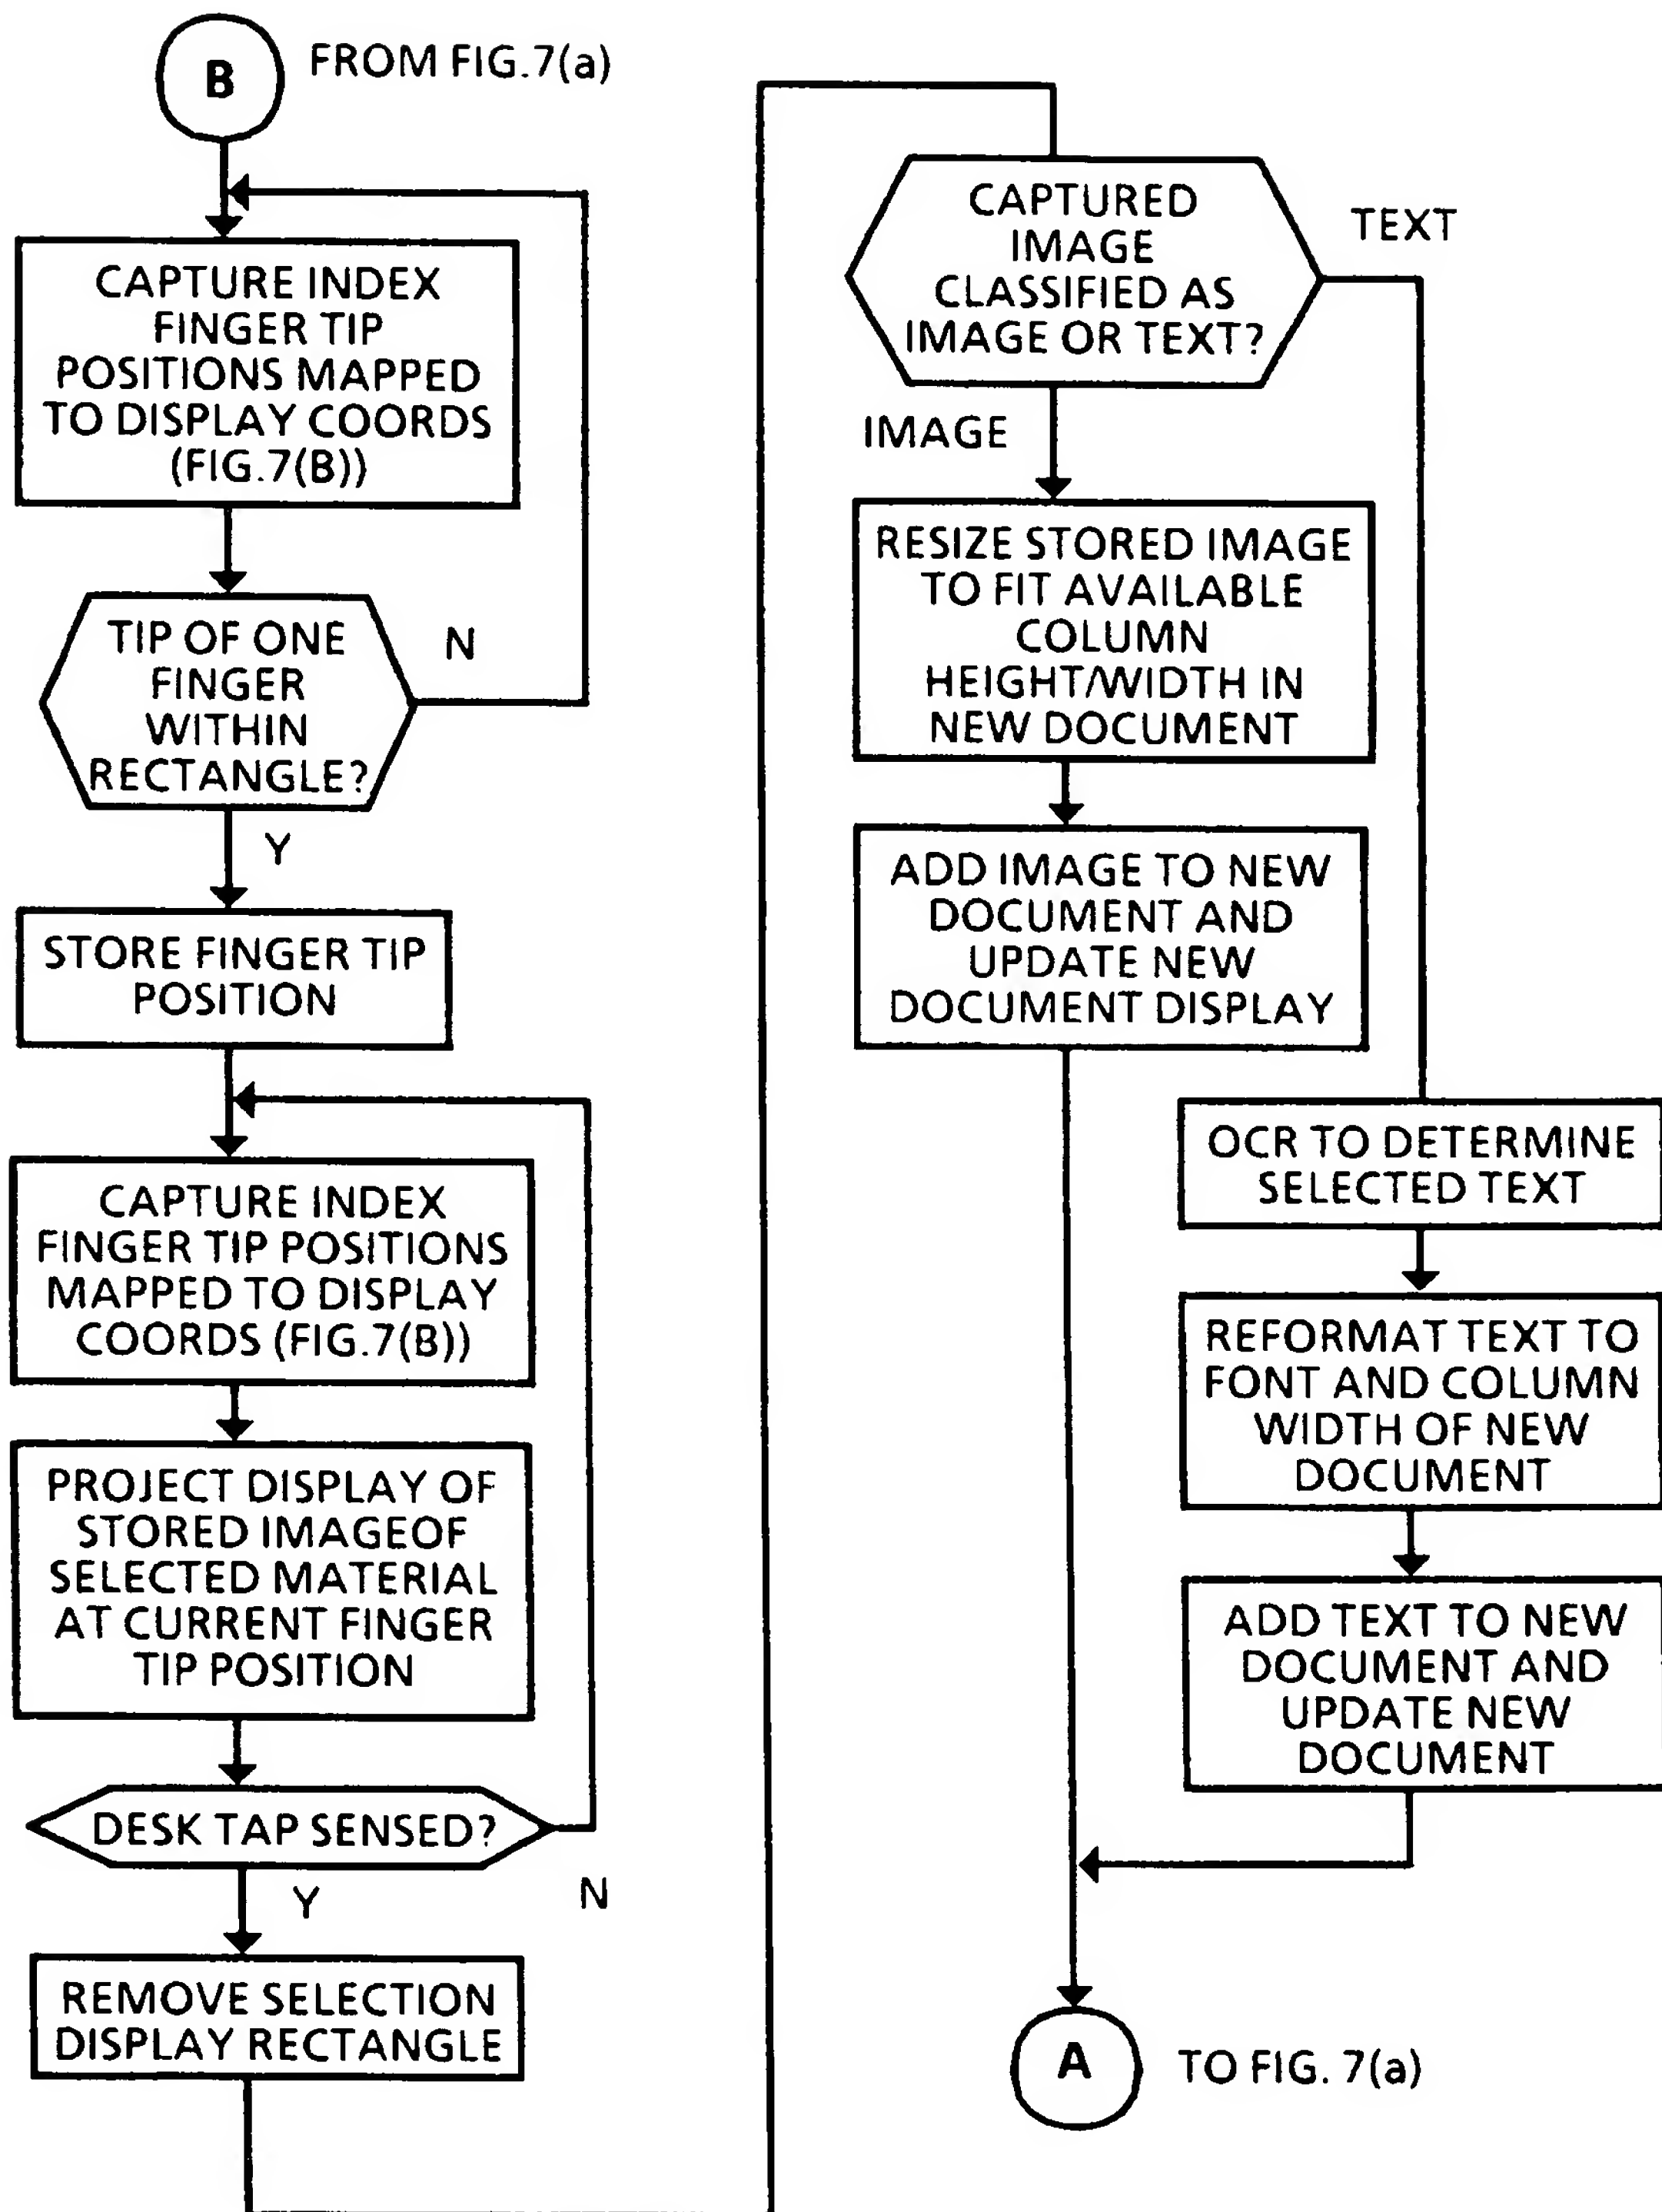 B
FROM FIG.7(a)
CAPTURE INDEX
FINGER TIP
POSITIONS MAPPED
TO DISPLAY COORDS
(FIG.7(B))
TIP OF ONE
FINGER
WITHIN
RECTANGLE?
N
Y
STORE FINGER TIP
POSITION
CAPTURE INDEX
FINGER TIP POSITIONS
MAPPED TO DISPLAY
COORDS (FIG.7(B))
PROJECT DISPLAY OF
STORED IMAGEOF
SELECTED MATERIAL
AT CURRENT FINGER
TIP POSITION
DESK TAP SENSED?
Y
N
REMOVE SELECTION
DISPLAY RECTANGLE
CAPTURED
IMAGE
CLASSIFIED AS
IMAGE OR TEXT?
TEXT
IMAGE
RESIZE STORED IMAGE
TO FIT AVAILABLE
COLUMN
HEIGHT/WIDTH IN
NEW DOCUMENT
ADD IMAGE TO NEW
DOCUMENT AND
UPDATE NEW
DOCUMENT DISPLAY
OCR TO DETERMINE
SELECTED TEXT
REFORMAT TEXT TO
FONT AND COLUMN
WIDTH OF NEW
DOCUMENT
ADD TEXT TO NEW
DOCUMENT AND
UPDATE NEW
DOCUMENT
A
TO FIG. 7(a)